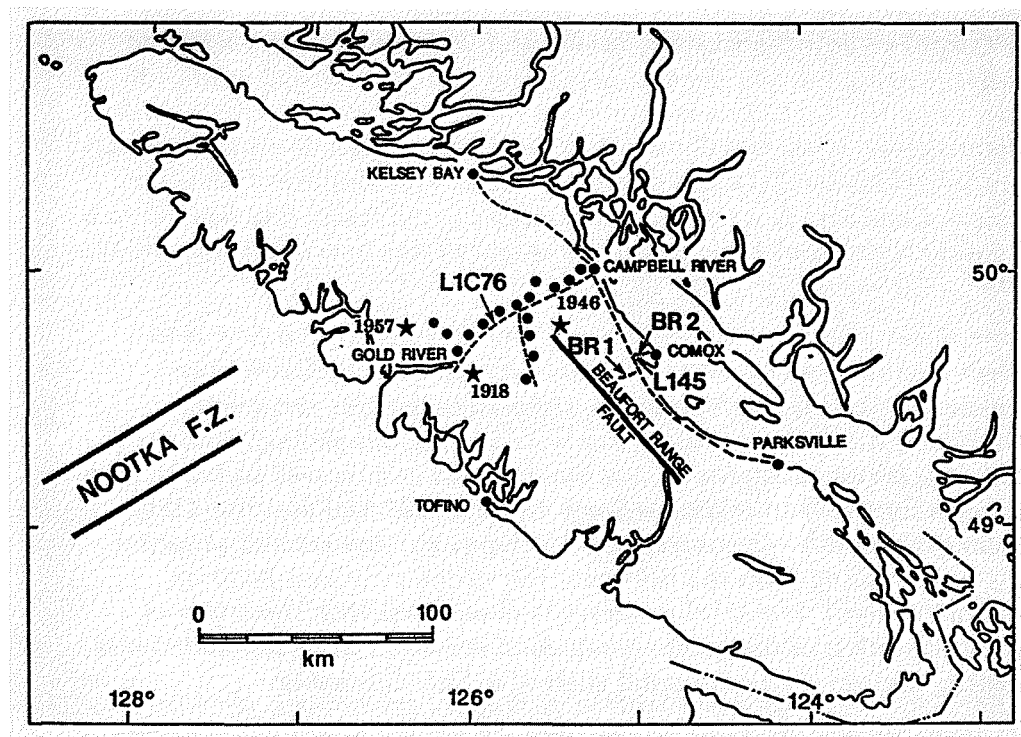 KELSEY BAY
CAMPBELL RIVER
50°
L1C76
1946
1957
BR 2
BR 1
GOLD RIVER
COMOX
1918
L145
BEAUFORT RANGE
FAULT
NOOTKA F.Z.
PARKSVILLE
TOFINO
49°
0 100
km
128° 126° 124°